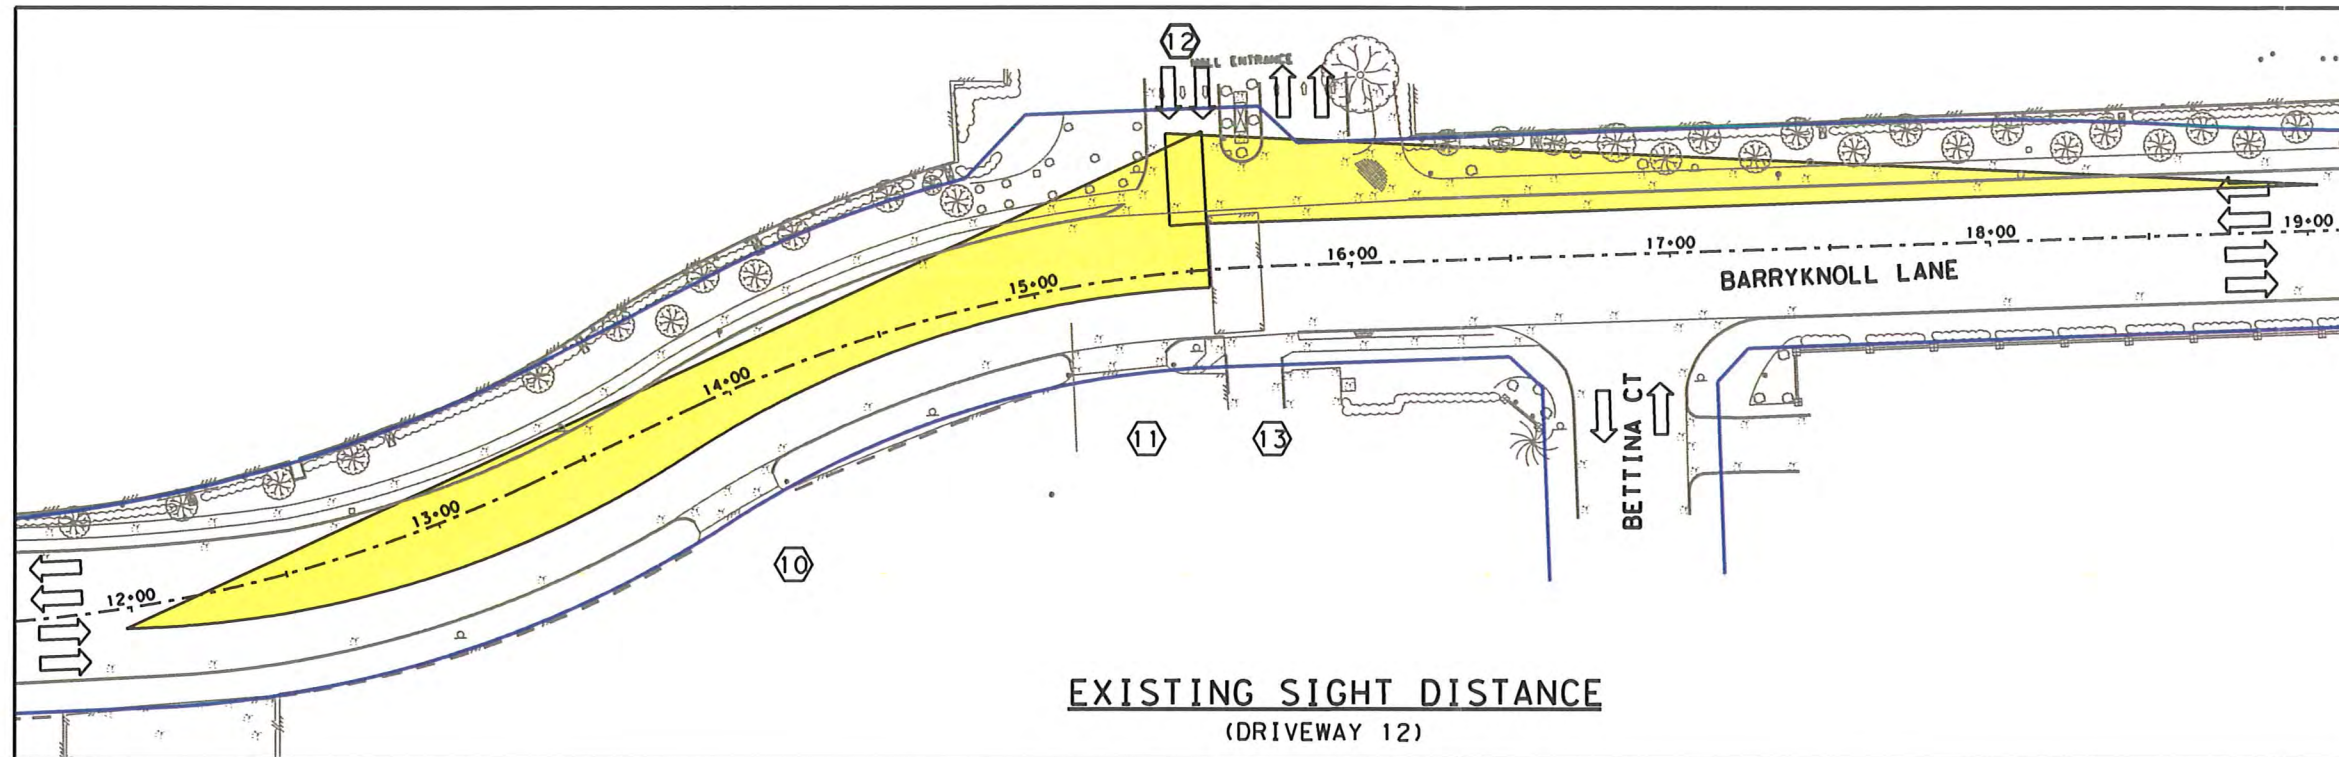 12
MALL ENTRANCE
19+00
18+00
17+00
16+00
BARRYKNOLL LANE
15+00
14+00
BETTINA CT
11
13
13+00
10
12+00
EXISTING SIGHT DISTANCE
(DRIVEWAY 12)